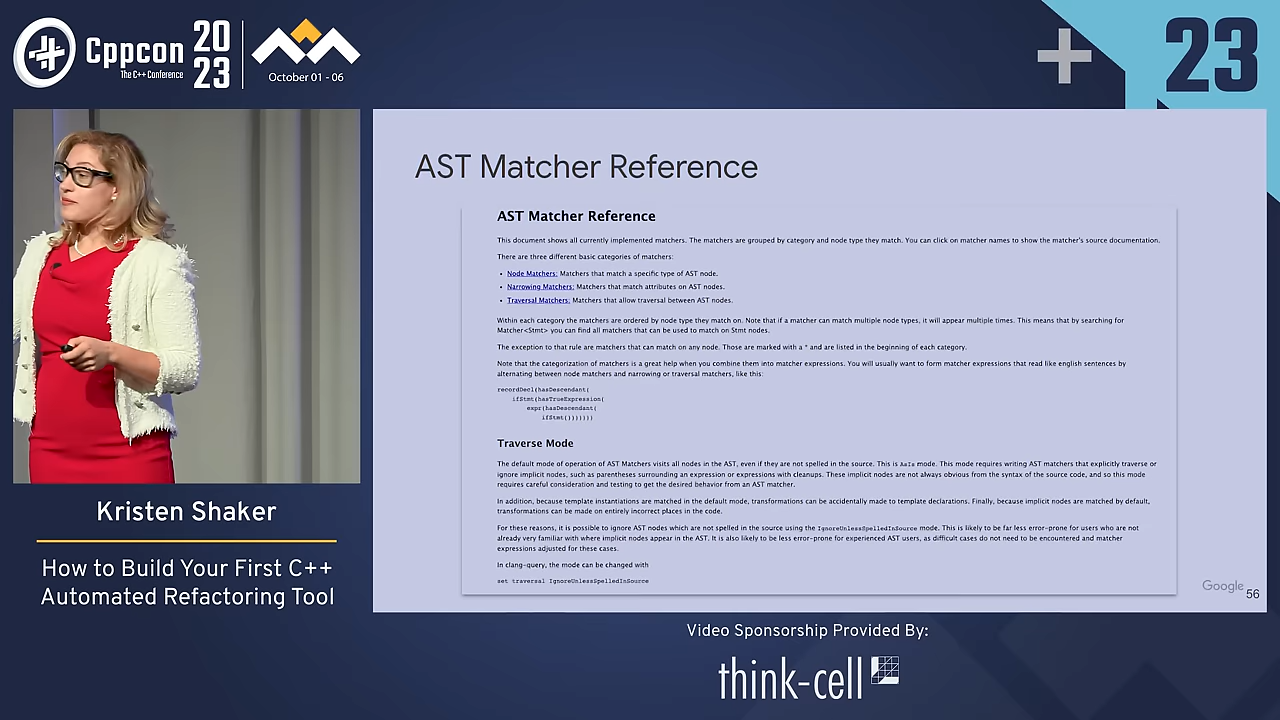 Cppcon
The C++ Conference
20
23
October 01 - 06
23
AST Matcher Reference
AST Matcher Reference
This document shows all currently implemented matchers. The matchers are grouped by category and node type they match. You can click on matcher names to show the matcher's source documentation.
There are three different basic categories of matchers:
• Node Matchers: Matchers that match a specific type of AST node.
• Narrowing Matchers: Matchers that match attributes on AST nodes.
• Traversal Matchers: Matchers that allow traversal between AST nodes.
Within each category the matchers are ordered by node type they match on. Note that if a matcher can match multiple node types, it will appear multiple times. This means that by searching for
Matcher<Stmt> you can find all matchers that can be used to match on Stmt nodes.
The exception to that rule are matchers that can match on any node. Those are marked with a * and are listed in the beginning of each category.
Note that the categorization of matchers is a great help when you combine them into matcher expressions. You will usually want to form matcher expressions that read like english sentences by
alternating between node matchers and narrowing or traversal matchers, like this:
recordDecl(hasDescendant(
ifStmt(hasTrueExpression(
expr(hasDescendant(
ifStmt()))))))
Traverse Mode
The default mode of operation of AST Matchers visits all nodes in the AST, even if they are not spelled in the source. This is AsIs mode. This mode requires writing AST matchers that explicitly traverse or
ignore implicit nodes, such as parentheses surrounding an expression or expressions with cleanups. These implicit nodes are not always obvious from the syntax of the source code, and so this mode
requires careful consideration and testing to get the desired behavior from an AST matcher.
In addition, because template instantiations are matched in the default mode, transformations can be accidentally made to template declarations. Finally, because implicit nodes are matched by default,
transformations can be made on entirely incorrect places in the code.
For these reasons, it is possible to ignore AST nodes which are not spelled in the source using the IgnoreUnlessSpelledInSource mode. This is likely to be far less error-prone for users who are not
already very familiar with where implicit nodes appear in the AST. It is also likely to be less error-prone for experienced AST users, as difficult cases do not need to be encountered and matcher
expressions adjusted for these cases.
In clang-query, the mode can be changed with
set traversal IgnoreUnlessSpelledInSource
Google
56
Kristen Shaker
How to Build Your First C++
Automated Refactoring Tool
Video Sponsorship Provided By:
think-cell